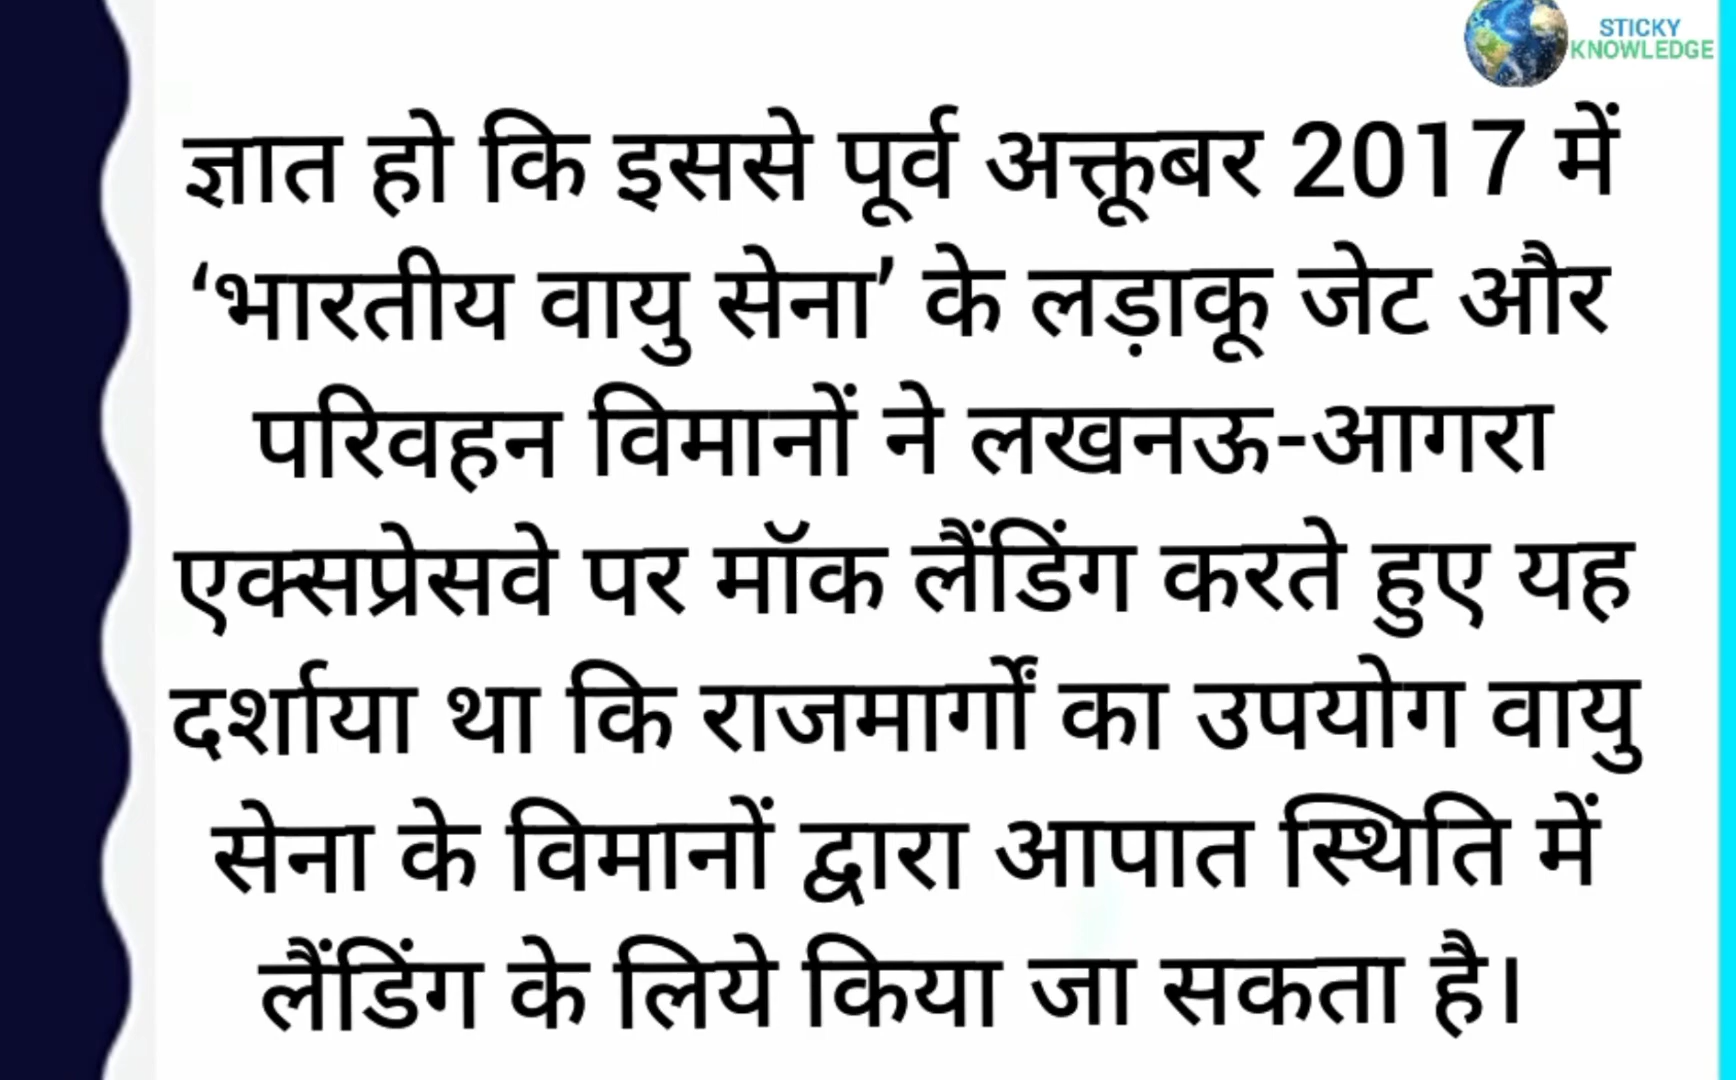 STICKY
KNOWLEDGE
ज्ञात हो कि इससे पूर्व अक्तूबर 2017 में
‘भारतीय वायु सेना’ के लड़ाकू जेट और
परिवहन विमानों ने लखनऊ-आगरा
एक्सप्रेसवे पर मॉक लैंडिंग करते हुए यह
दर्शाया था कि राजमार्गों का उपयोग वायु
सेना के विमानों द्वारा आपात स्थिति में
लैंडिंग के लिये किया जा सकता है।